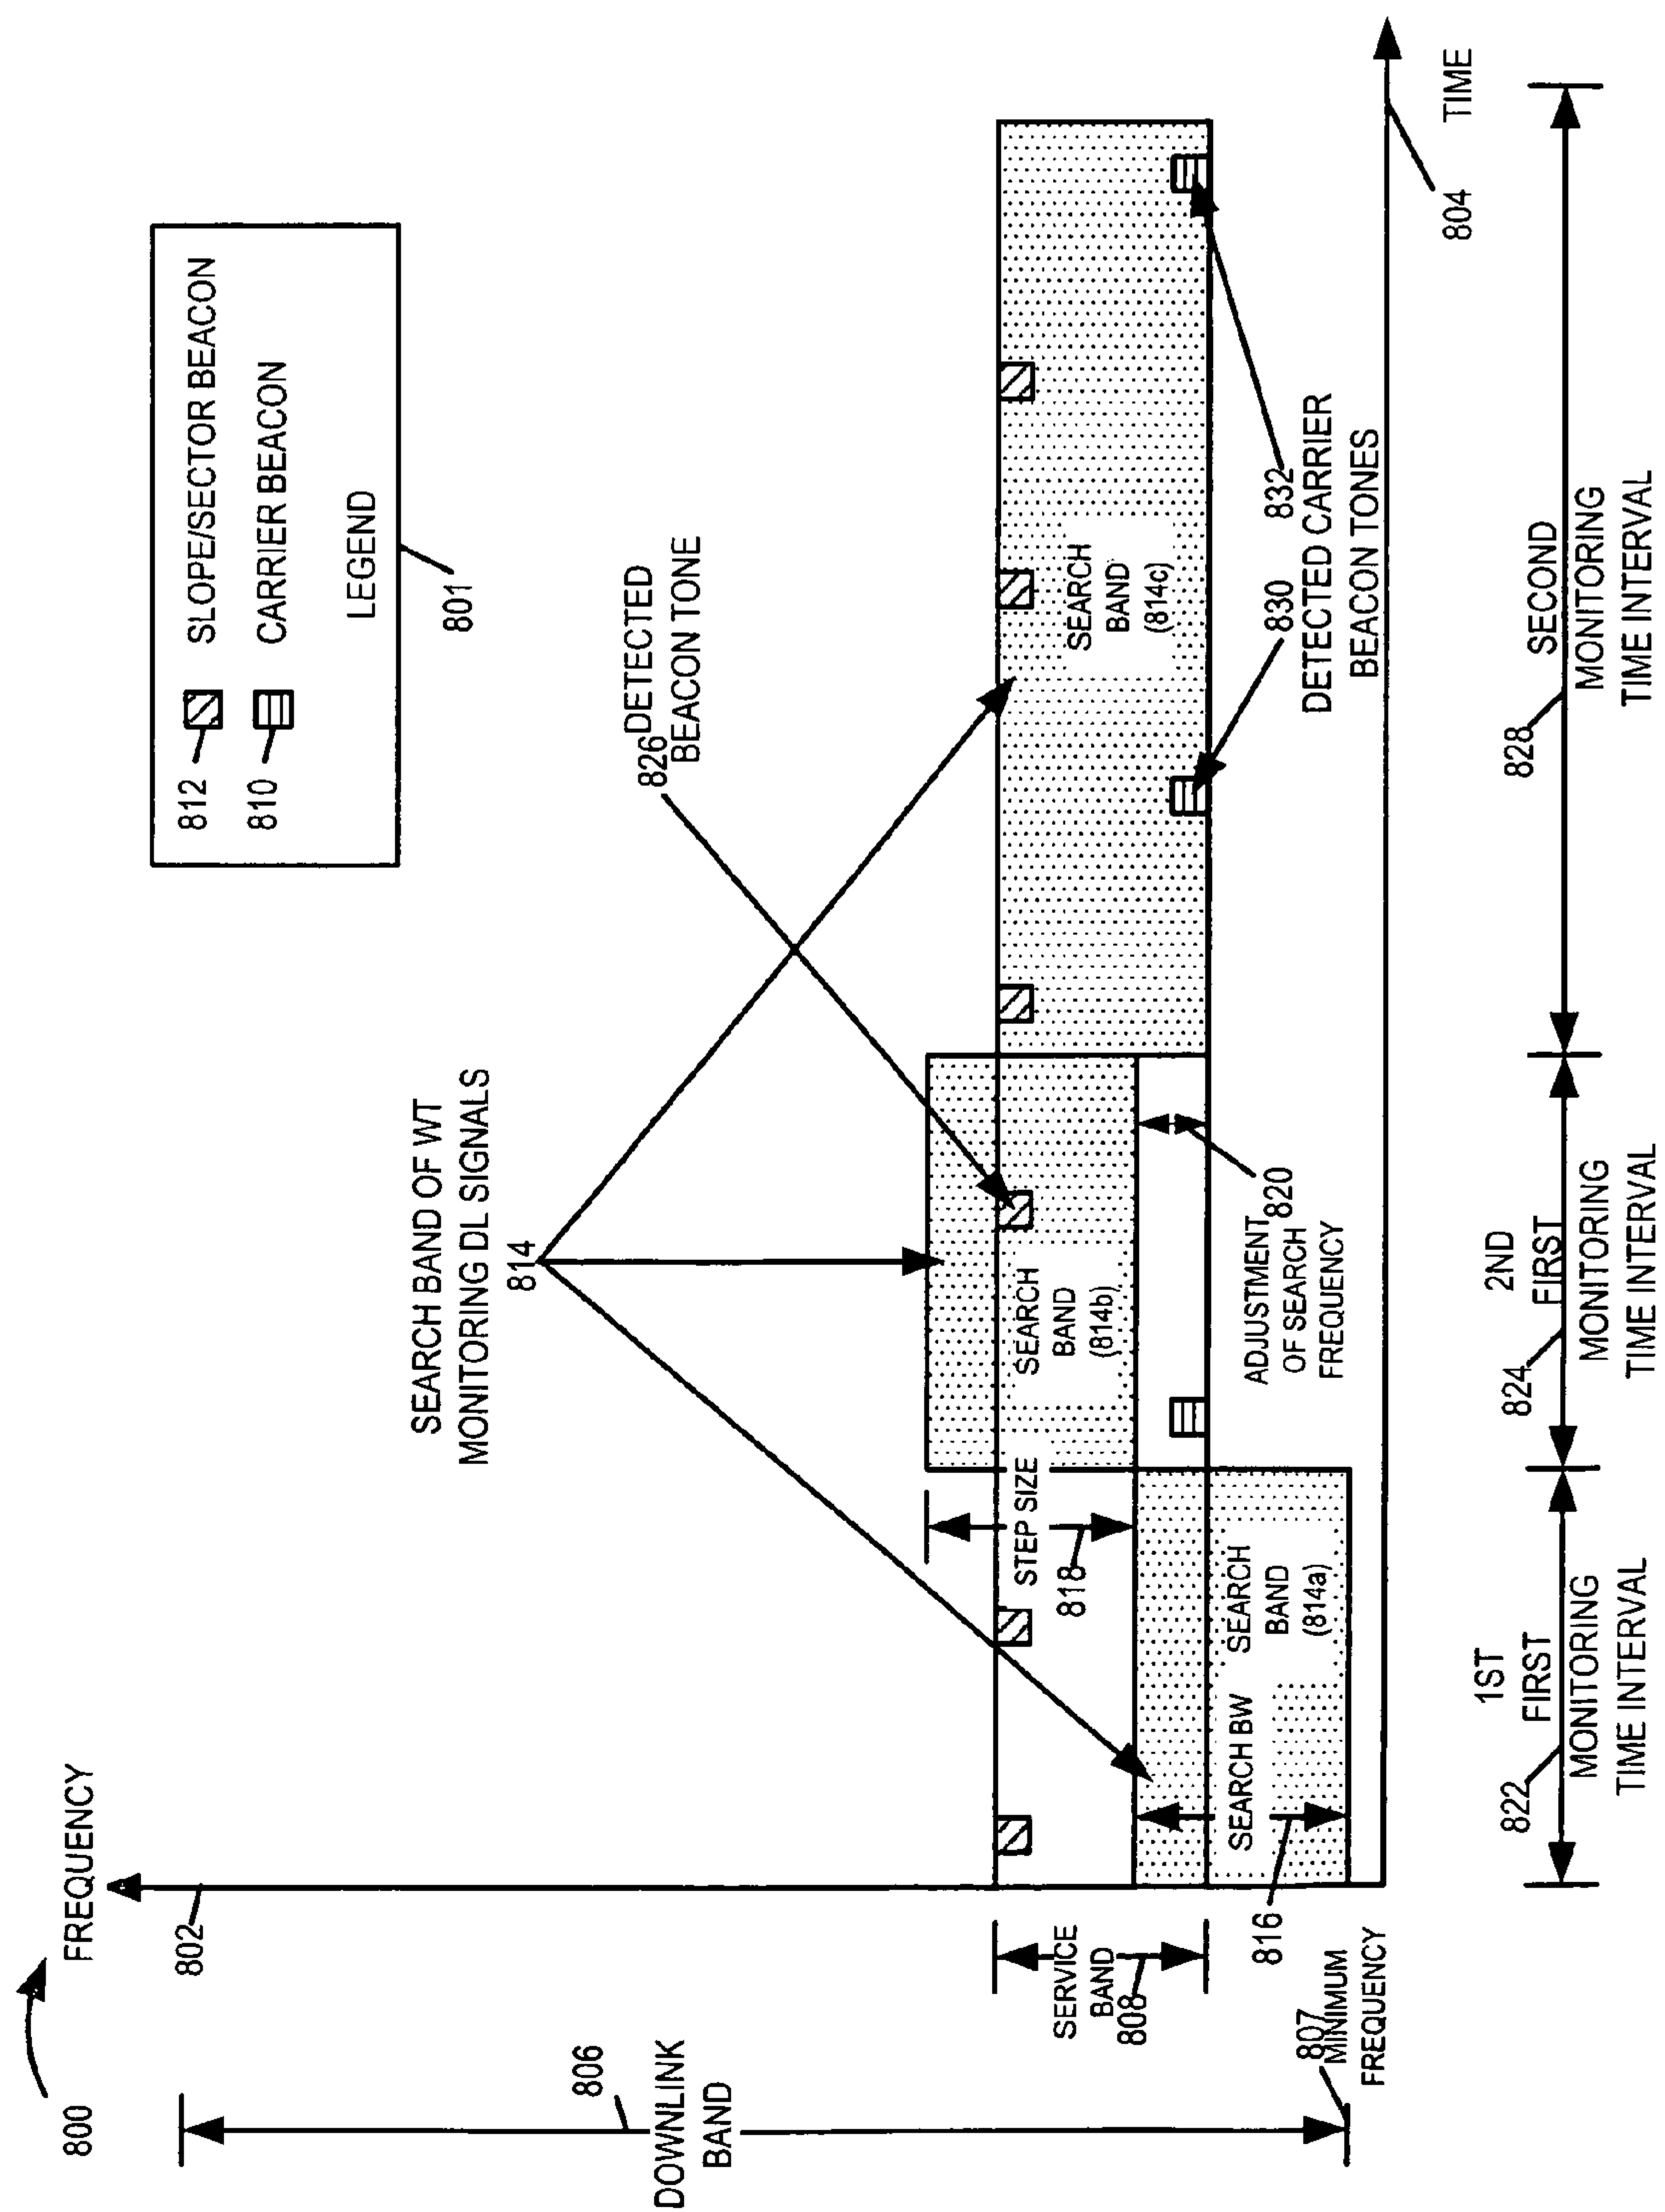 800
FREQUENCY
802
812
SLOPE/SECTOR BEACON
810
CARRIER BEACON
LEGEND
801
SEARCH BAND OF WT
MONITORING DL SIGNALS
814
826
DETECTED
BEACON TONE
806
DOWNLINK
BAND
SERVICE
BAND
808
807
MINIMUM
FREQUENCY
816
SEARCH BW
SEARCH
BAND
(814a)
STEP SIZE
818
SEARCH
BAND
(814b)
ADJUSTMENT
OF SEARCH
FREQUENCY
820
SEARCH
BAND
(814c)
830
832
DETECTED CARRIER
BEACON TONES
804
TIME
822
1ST
FIRST
MONITORING
TIME INTERVAL
824
2ND
FIRST
MONITORING
TIME INTERVAL
828
SECOND
MONITORING
TIME INTERVAL